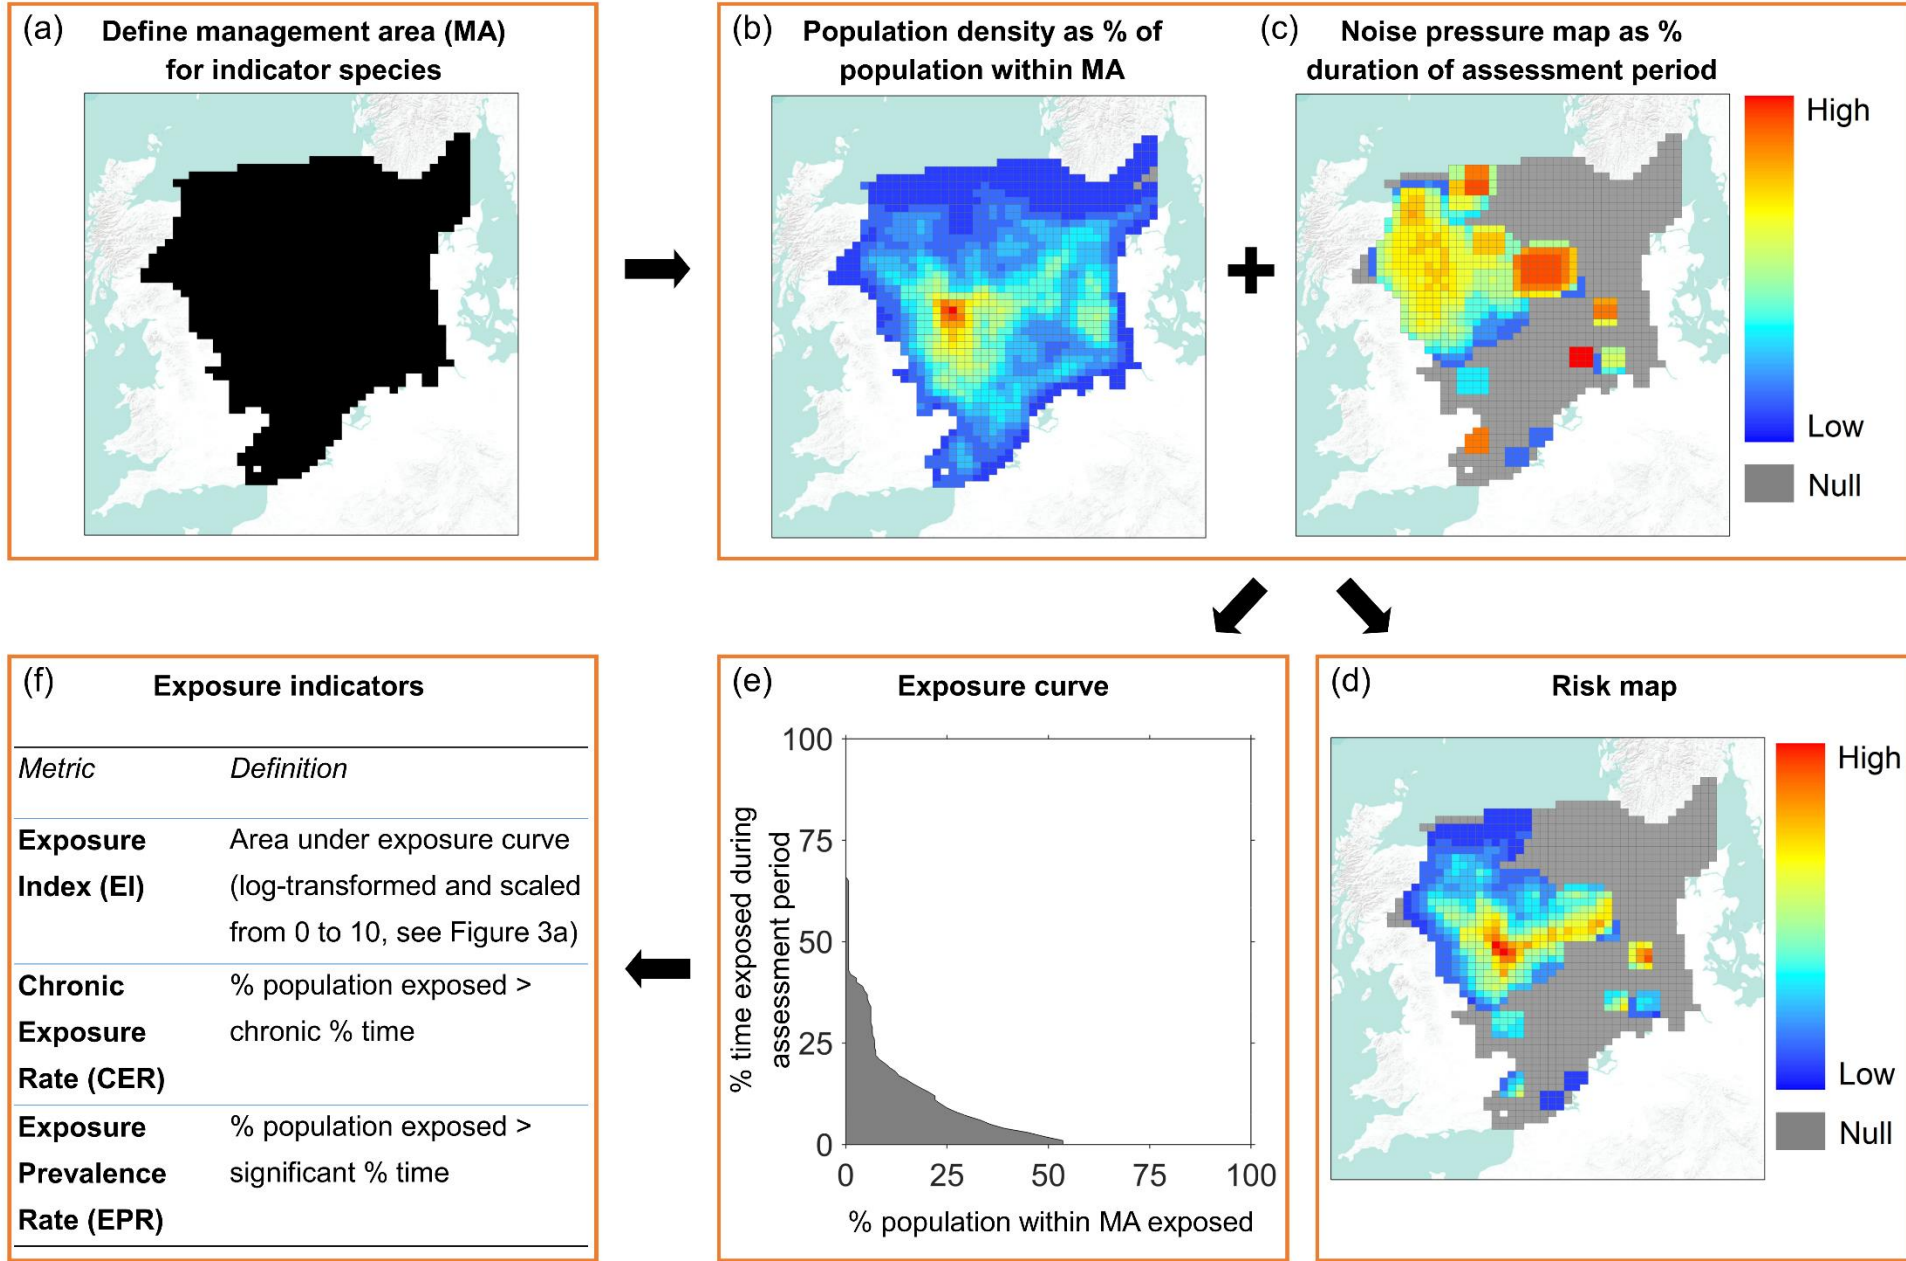 (a) Define management area (MA)
for indicator species
(b) Population density as % of
population within MA
(c) Noise pressure map as %
duration of assessment period
High
Low
Null
(f) Exposure indicators
Metric Definition
Exposure Area under exposure curve
Index (EI) (log-transformed and scaled
from 0 to 10, see Figure 3a)
Chronic % population exposed >
Exposure chronic % time
Rate (CER)
Exposure % population exposed >
Prevalence significant % time
Rate (EPR)
(e) Exposure curve
% time exposed during
assessment period
100
75
50
25
0
0 25 50 75 100
% population within MA exposed
(d) Risk map
High
Low
Null